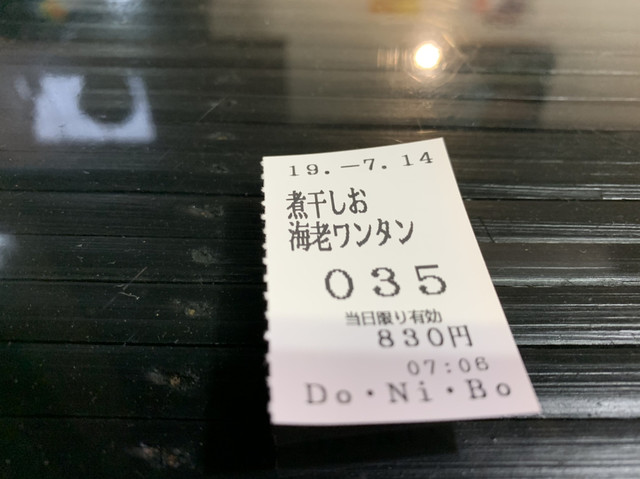 19.-7.14
煮干しお
海老ワンタン
035
当日限り有効
830円
07:06
Do・Ni・Bo